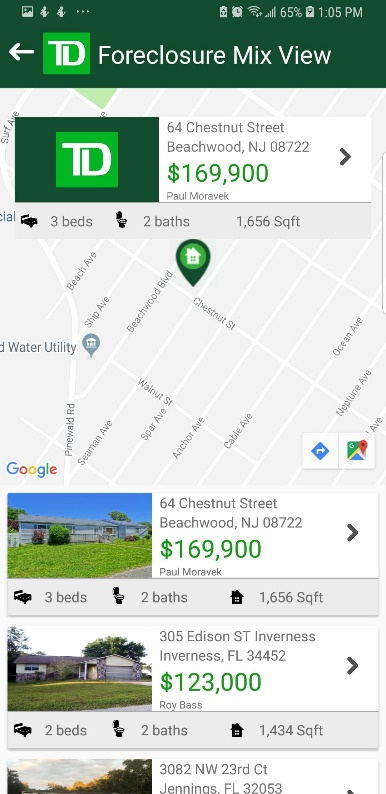 65% 1:05 PM
TD Foreclosure Mix View
Surf Ave
TD
64 Chestnut Street
Beachwood, NJ 08722
$169,900
Paul Moravek
cial
3 beds 2 baths 1,656 Sqft
Beach Ave
Ship Ave
Beachwood Blvd
Chestnut St
Ocean Ave
d Water Utility
Walnut St
Neptune Ave
Pinewald Rd
Seaman Ave
Spar Ave
Anchor Ave
Cable Ave
Ave
Google
64 Chestnut Street
Beachwood, NJ 08722
$169,900
Paul Moravek
3 beds 2 baths 1,656 Sqft
305 Edison ST Inverness
Inverness, FL 34452
$123,000
Roy Bass
2 beds 2 baths 1,434 Sqft
3082 NW 23rd Ct
Jennings, FL 32053